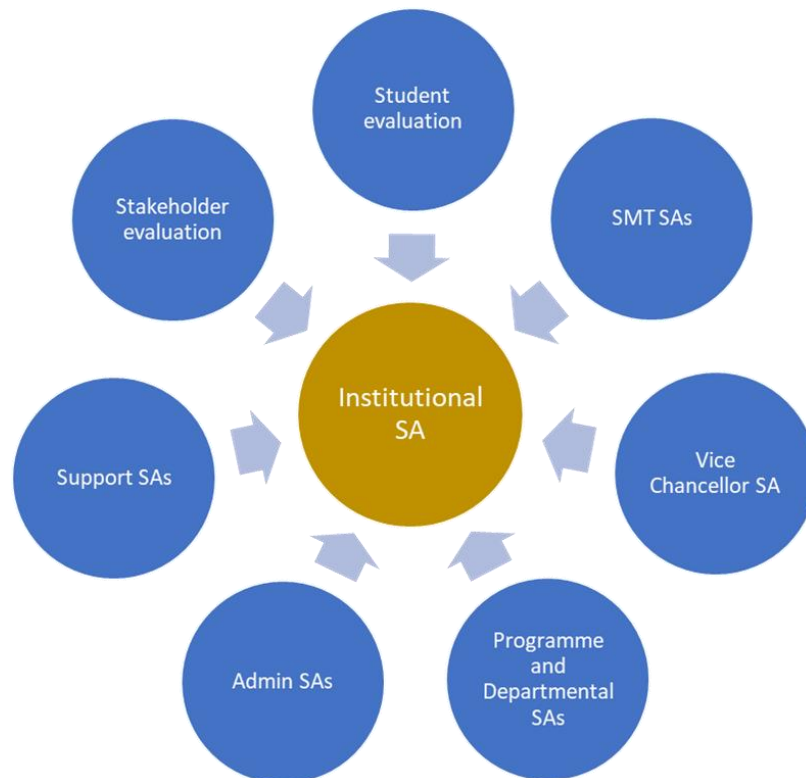 Student
evaluation
SMT SAs
Vice
Chancellor SA
Programme
and
Departmental
SAs
Admin SAs
Support SAs
Stakeholder
evaluation
Institutional
SA